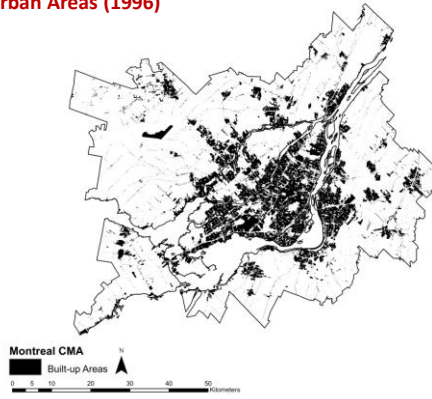 rban Areas (1996)
Montreal CMA
N
Built-up Areas
0 5 10 20 30 40 50
Kilometers